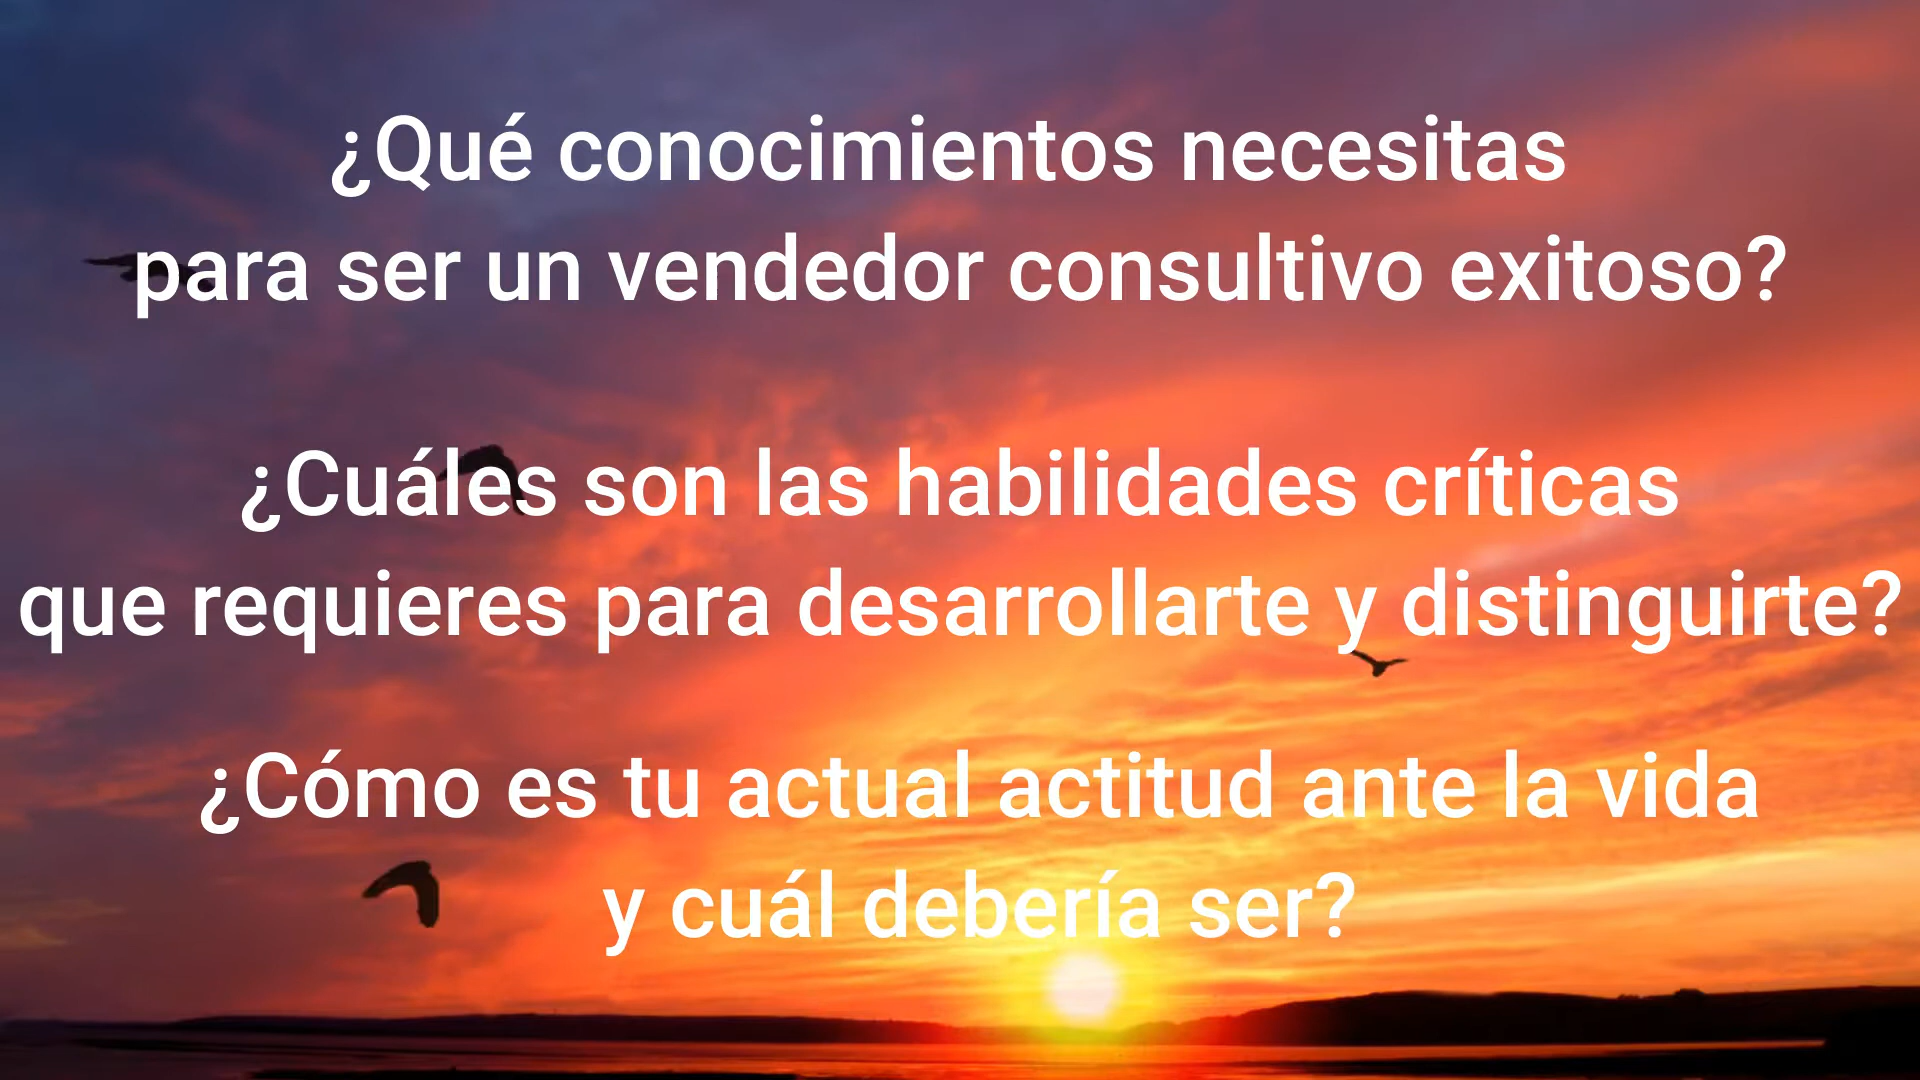 ¿Qué conocimientos necesitas
para ser un vendedor consultivo exitoso?
¿Cuáles son las habilidades críticas
que requieres para desarrollarte y distinguirte?
¿Cómo es tu actual actitud ante la vida
y cuál debería ser?